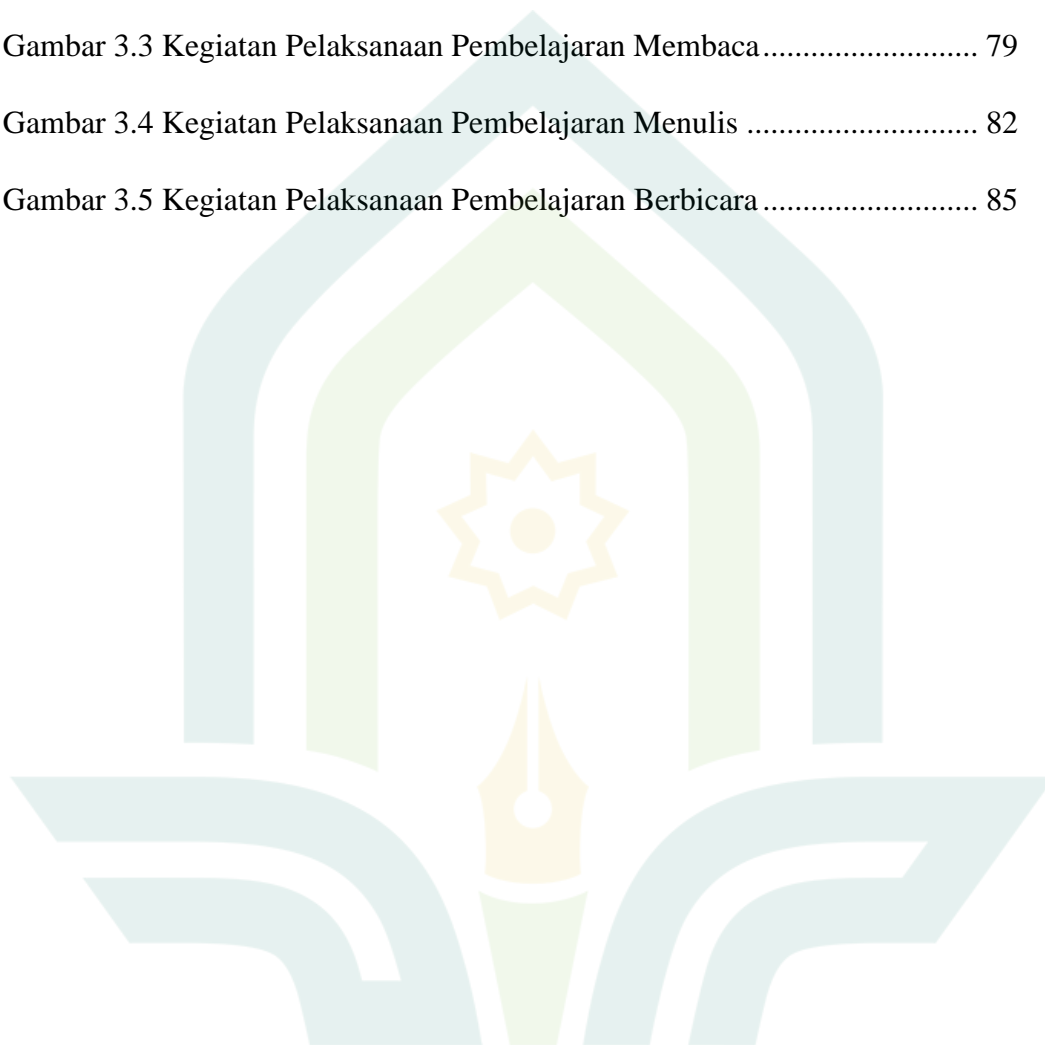 Gambar 3.3 Kegiatan Pelaksanaan Pembelajaran Membaca........................... 79
Gambar 3.4 Kegiatan Pelaksanaan Pembelajaran Menulis ............................. 82
Gambar 3.5 Kegiatan Pelaksanaan Pembelajaran Berbicara........................... 85